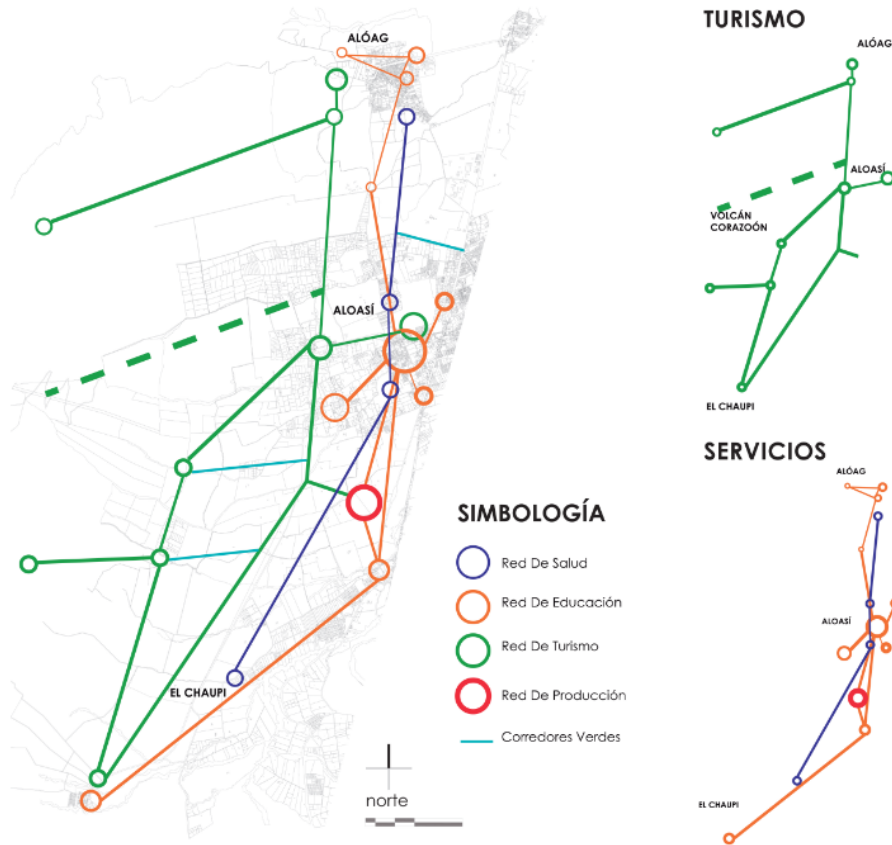 ALÓAG
ALOASÍ
EL CHAUPI
SIMBOLOGÍA
Red De Salud
Red De Educación
Red De Turismo
Red De Producción
Corredores Verdes
norte
TURISMO
ALÓAG
ALOASÍ
VOLCÁN
CORAZOÓN
EL CHAUPI
SERVICIOS
ALÓAG
ALOASÍ
EL CHAUPI